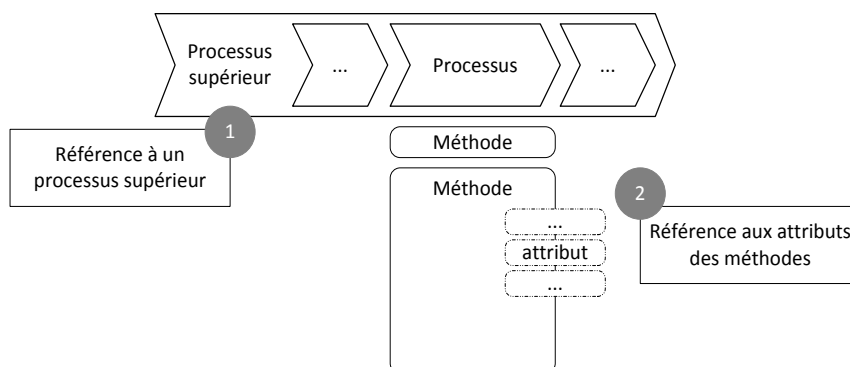 Processus
supérieur
...
Processus
...
1
Référence à un
processus supérieur
Méthode
Méthode
...
attribut
...
2
Référence aux attributs
des méthodes